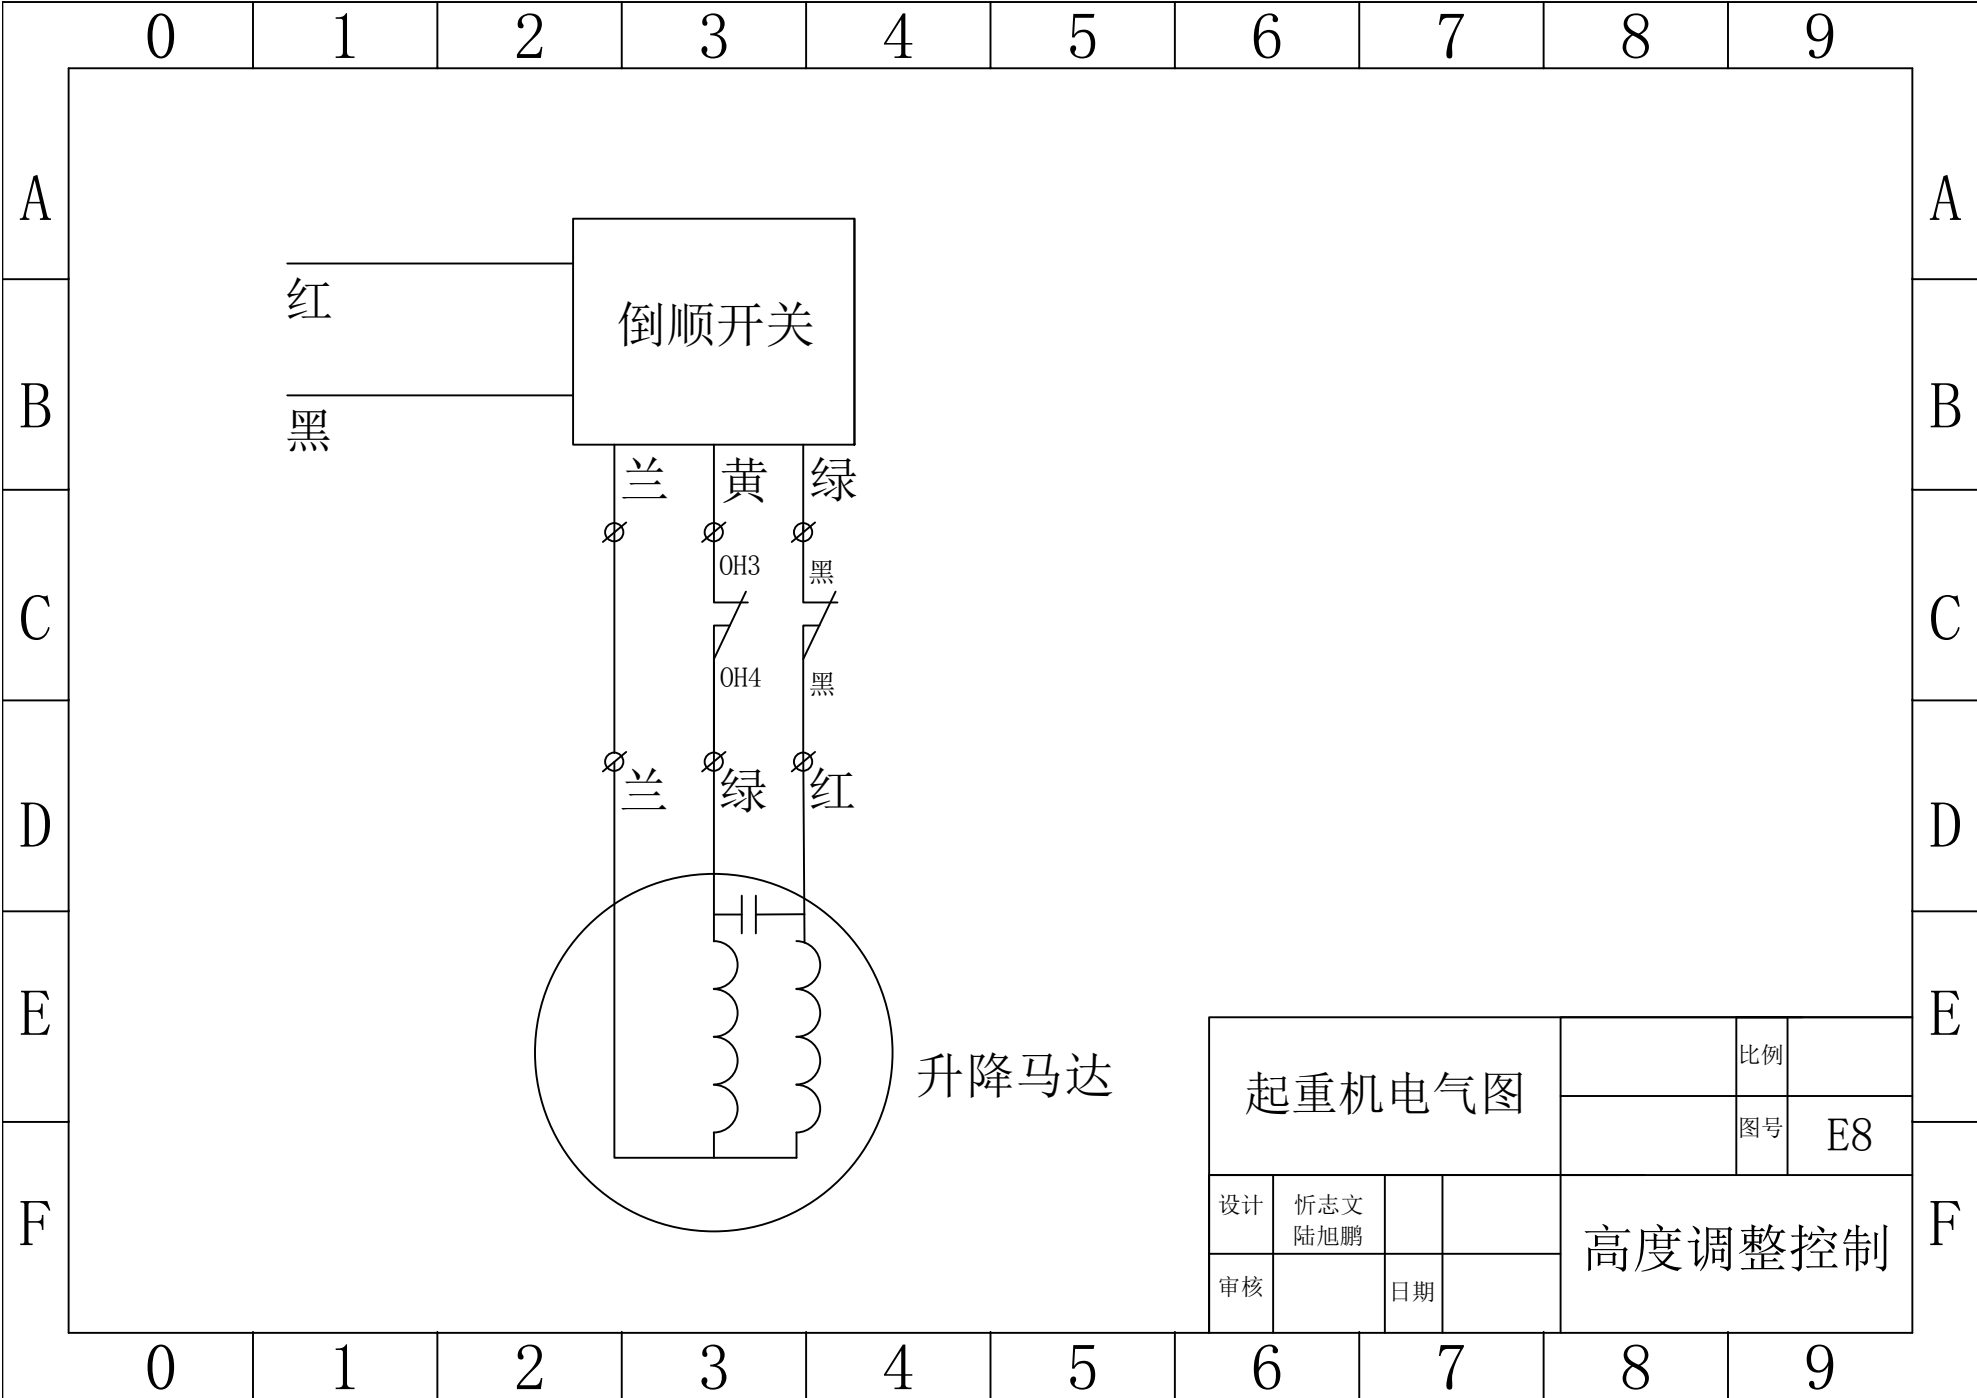 0 1 2 3 4 5 6 7 8 9
A A
红
倒顺开关
B B
黑
兰 黄 绿
OH3 黑
C C
OH4 黑
兰 绿 红
D D
E E
升降马达
起重机电气图
比例
图号 E8
设计 忻志文
陆旭鹏
F F
高度调整控制
审核 日期
0 1 2 3 4 5 6 7 8 9